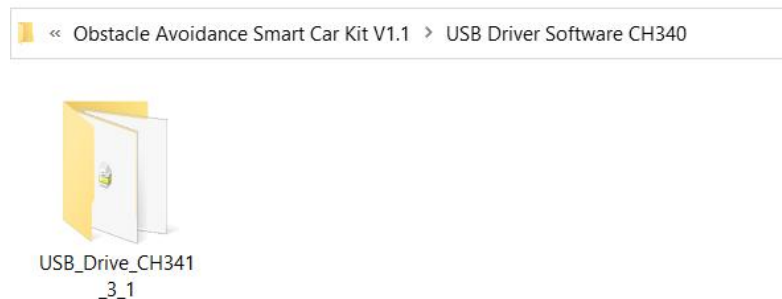 « Obstacle Avoidance Smart Car Kit V1.1 > USB Driver Software CH340
USB_Drive_CH341
_3_1